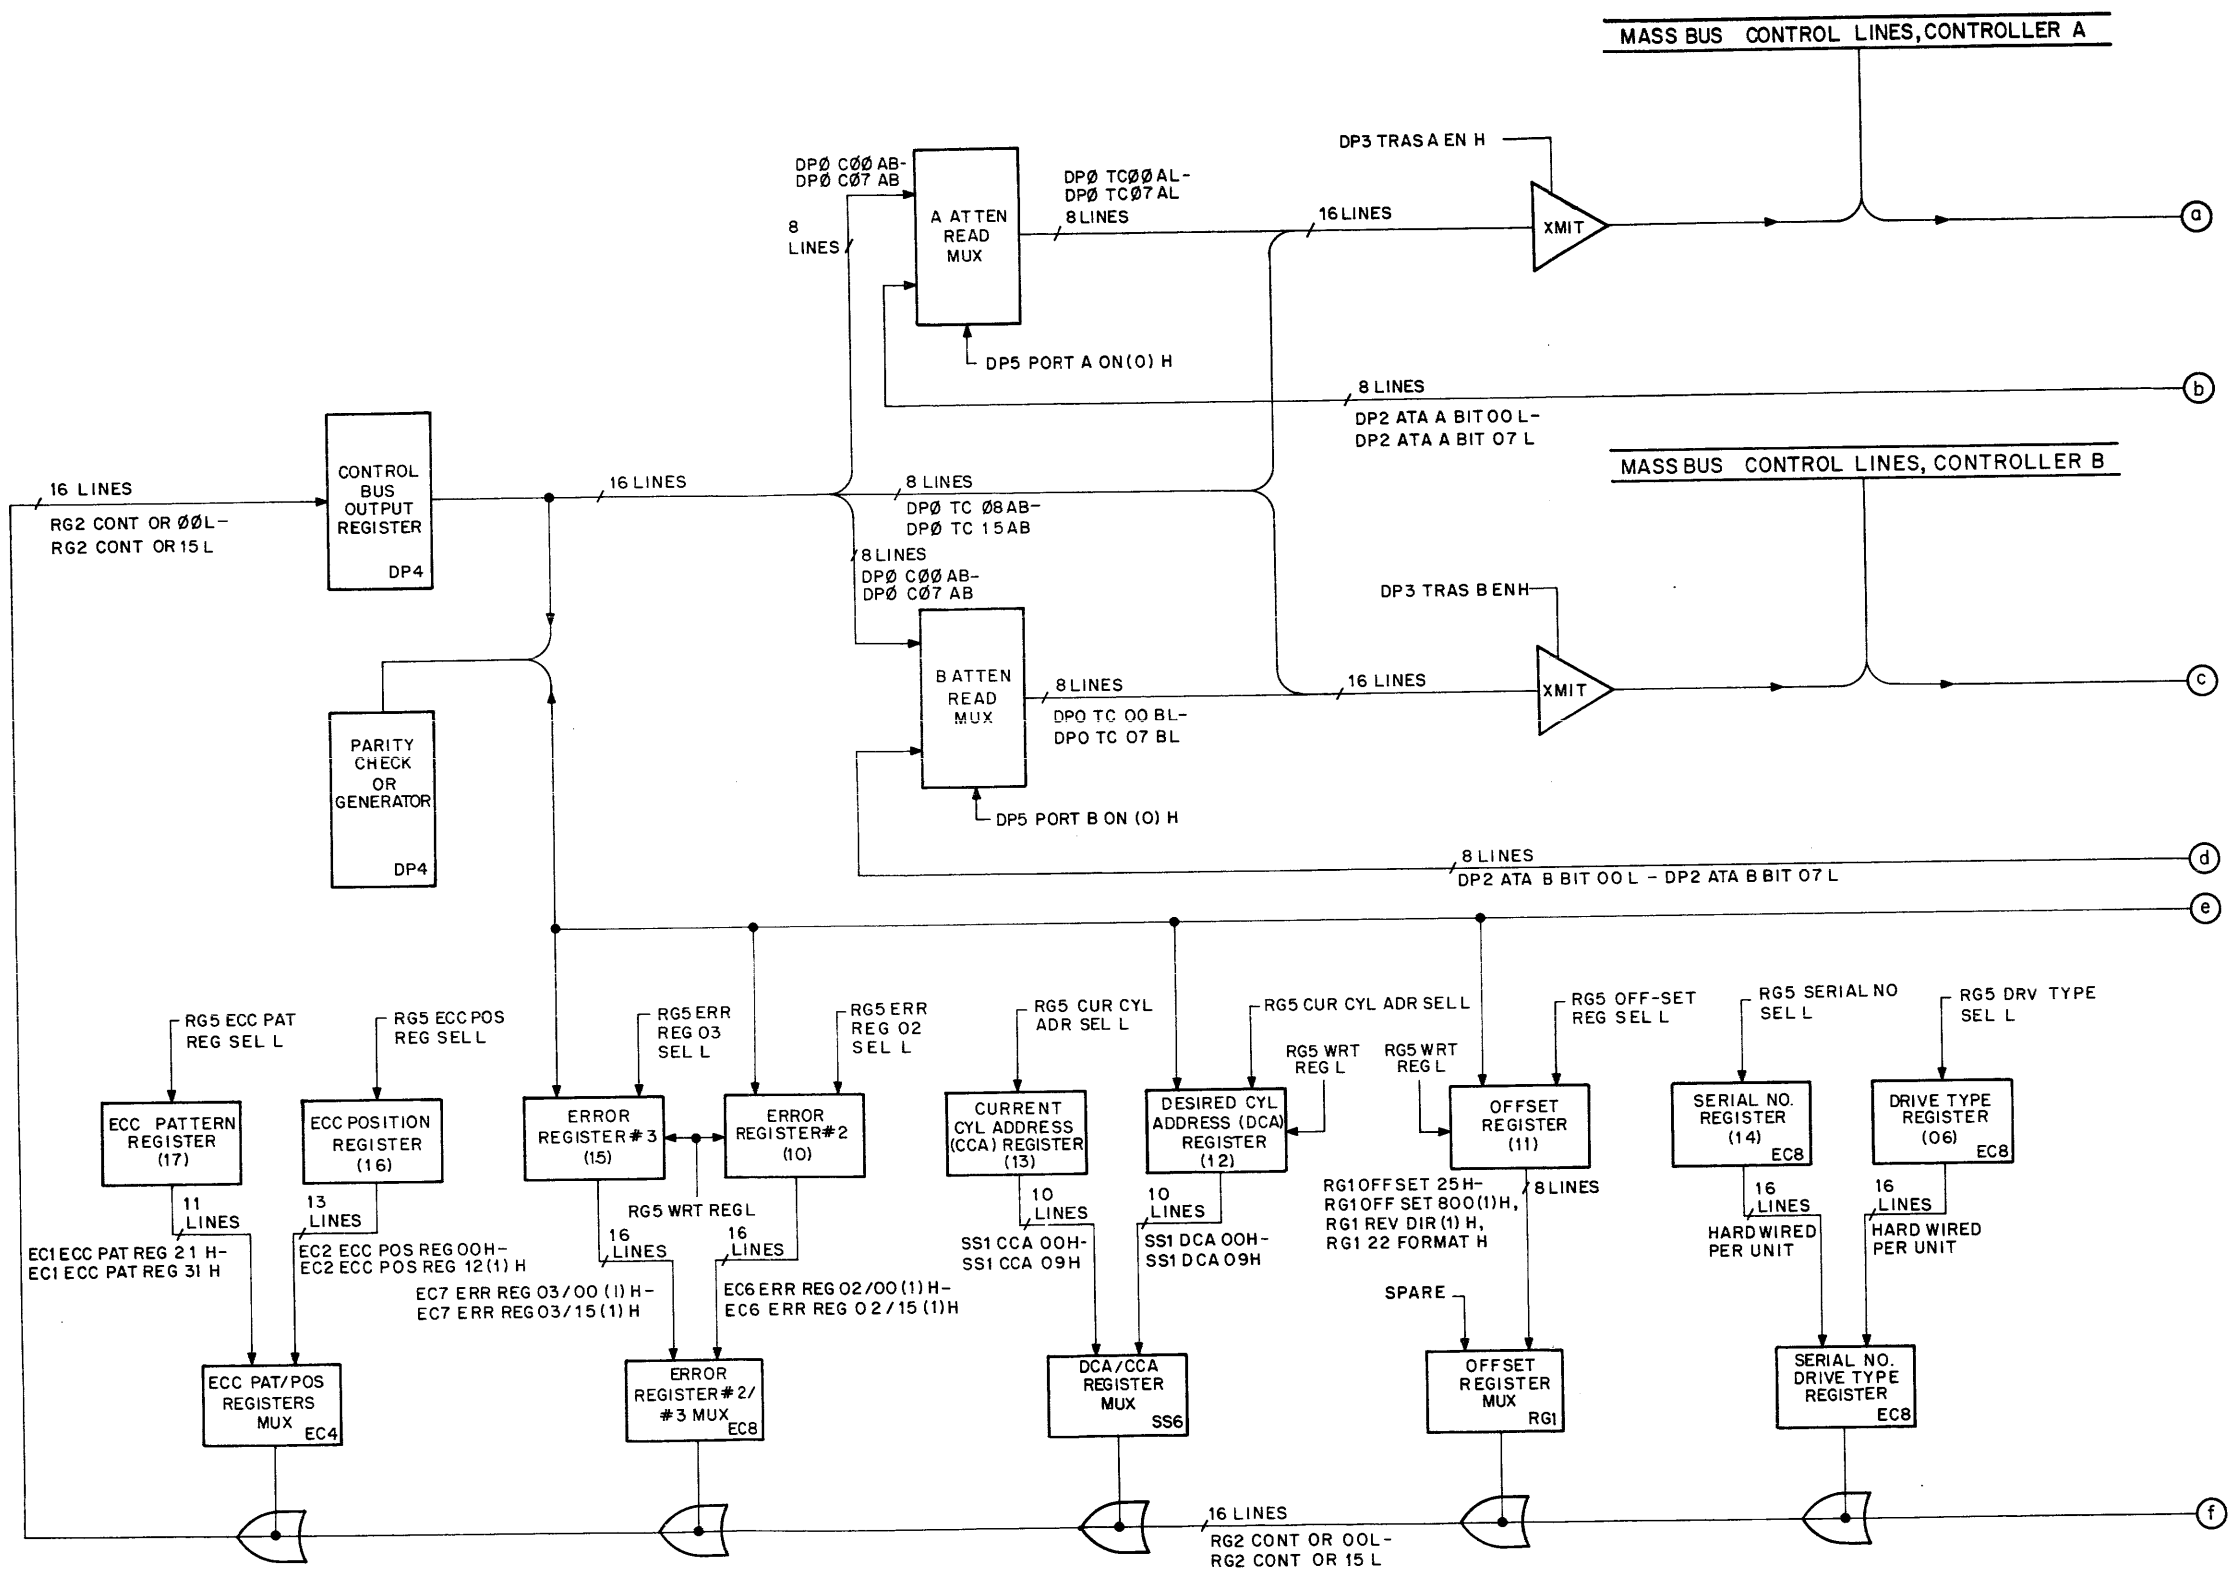 MASS BUS CONTROL LINES, CONTROLLER A
DP3 TRAS A EN H
DPØ CØØ AB-
DPØ CØ7 AB
8
LINES
A ATTEN
READ
MUX
DPØ TCØØ AL-
DPØ TCØ7 AL
8 LINES
16 LINES
XMIT
a
DP5 PORT A ON (0) H
8 LINES
DP2 ATA A BIT 00 L-
DP2 ATA A BIT 07 L
b
MASS BUS CONTROL LINES, CONTROLLER B
16 LINES
RG2 CONT OR ØØL-
RG2 CONT OR 15 L
CONTROL
BUS
OUTPUT
REGISTER
DP4
16 LINES
8 LINES
DPØ TC Ø8 AB-
DPØ TC 15 AB
8 LINES
DPØ CØØ AB-
DPØ CØ7 AB
DP3 TRAS B EN H
B ATTEN
READ
MUX
8 LINES
DP0 TC 00 BL-
DP0 TC 07 BL
16 LINES
XMIT
c
PARITY
CHECK
OR
GENERATOR
DP4
DP5 PORT B ON (0) H
8 LINES
DP2 ATA B BIT 00 L - DP2 ATA B BIT 07 L
d
e
RG5 ECC PAT
REG SEL L
RG5 ECC POS
REG SEL L
RG5 ERR
REG 03
SEL L
RG5 ERR
REG 02
SEL L
RG5 CUR CYL
ADR SEL L
RG5 CUR CYL ADR SEL L
RG5 WRT
REG L
RG5 WRT
REG L
RG5 OFF-SET
REG SEL L
RG5 SERIAL NO
SEL L
RG5 DRV TYPE
SEL L
ECC PATTERN
REGISTER
(17)
ECC POSITION
REGISTER
(16)
ERROR
REGISTER #3
(15)
ERROR
REGISTER #2
(10)
CURRENT
CYL ADDRESS
(CCA) REGISTER
(13)
DESIRED CYL
ADDRESS (DCA)
REGISTER
(12)
OFFSET
REGISTER
(11)
SERIAL NO.
REGISTER
(14)
EC8
DRIVE TYPE
REGISTER
(06)
EC8
11
LINES
EC1 ECC PAT REG 21 H-
EC1 ECC PAT REG 31 H
13
LINES
EC2 ECC POS REG 00H-
EC2 ECC POS REG 12(1) H
RG5 WRT REG L
16
LINES
EC7 ERR REG 03/00 (1) H-
EC7 ERR REG 03/15 (1) H
16
LINES
EC6 ERR REG 02/00 (1) H-
EC6 ERR REG 02/15 (1) H
10
LINES
SS1 CCA 00H-
SS1 CCA 09H
10
LINES
SS1 DCA 00H-
SS1 DCA 09H
RG1 OFFSET 25 H-
RG1 OFF SET 800 (1) H,
RG1 REV DIR (1) H,
RG1 22 FORMAT H
8 LINES
SPARE
16
LINES
HARD WIRED
PER UNIT
16
LINES
HARD WIRED
PER UNIT
ECC PAT/POS
REGISTERS
MUX
EC4
ERROR
REGISTER #2/
#3 MUX
EC8
DCA/CCA
REGISTER
MUX
SS6
OFFSET
REGISTER
MUX
RG1
SERIAL NO.
DRIVE TYPE
REGISTER
EC8
16 LINES
RG2 CONT OR 00L-
RG2 CONT OR 15 L
f